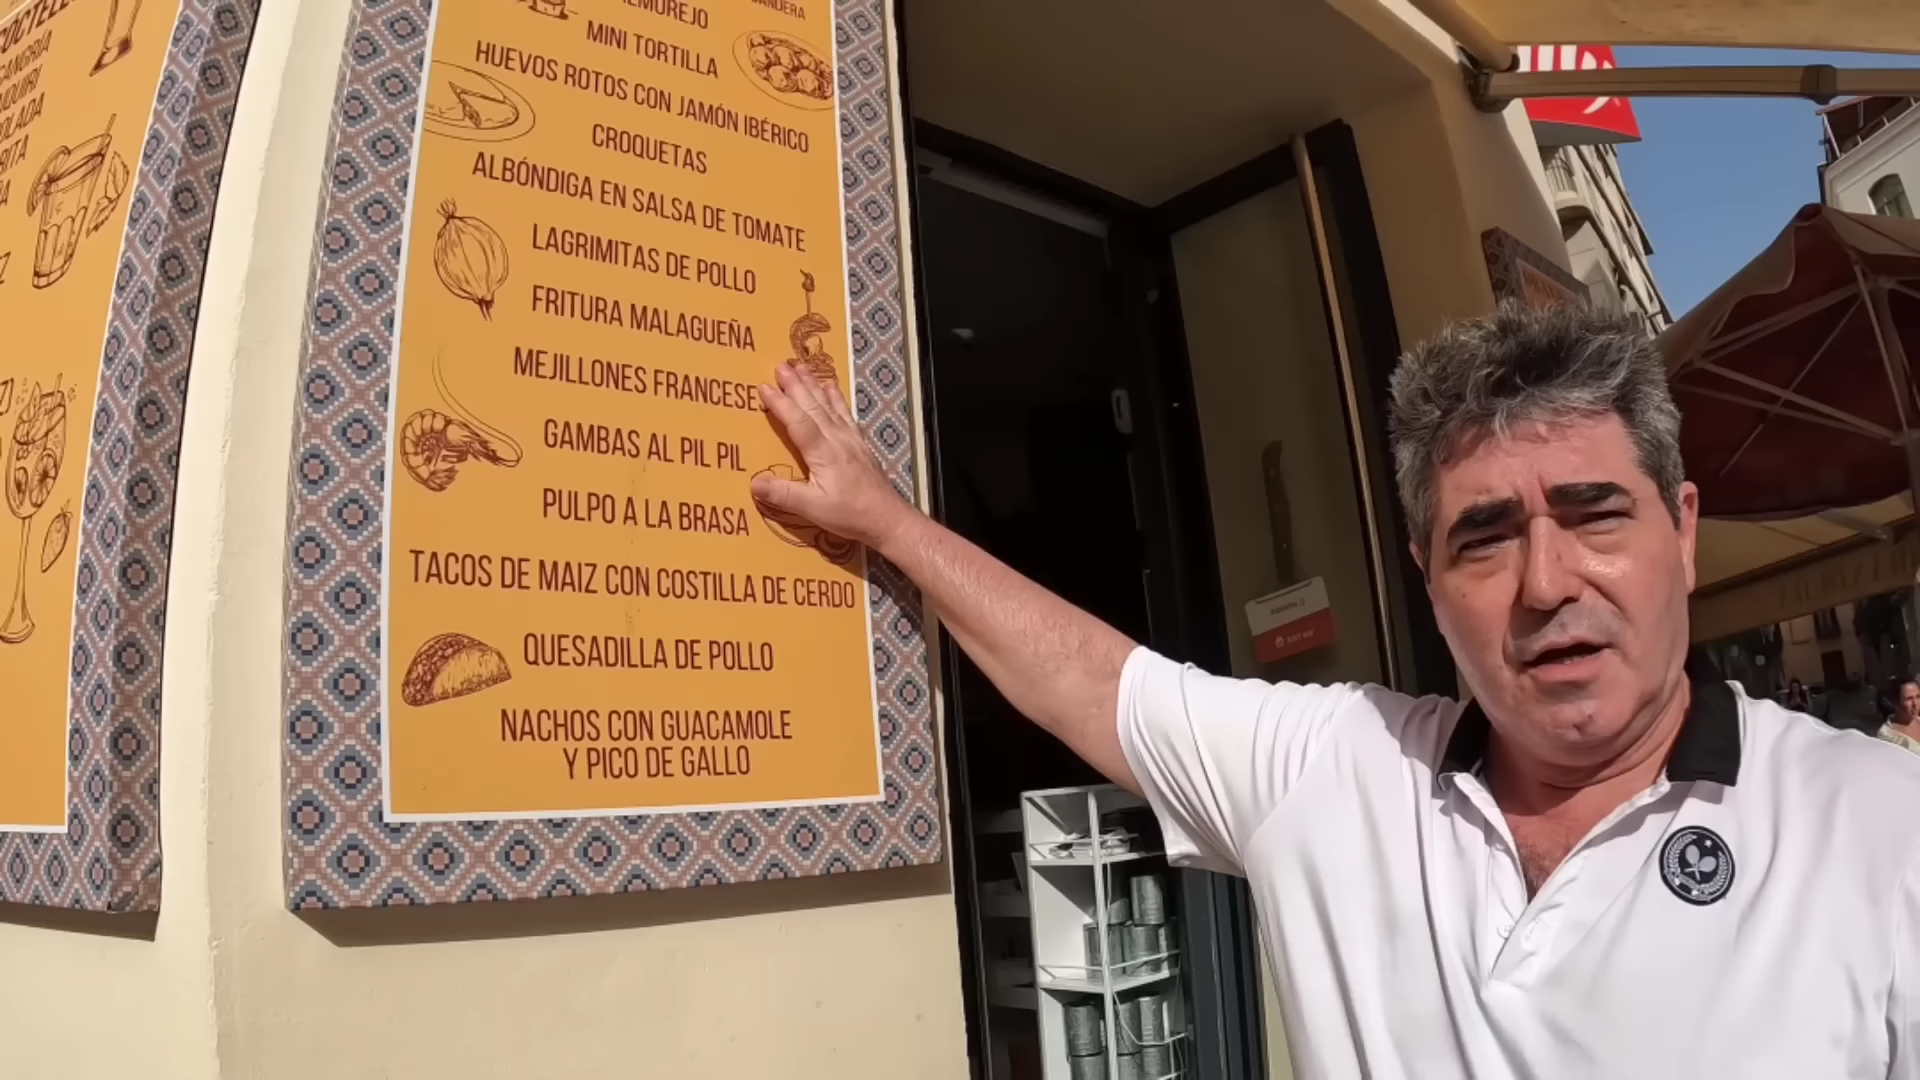 MINI TORTILLA
HUEVOS ROTOS CON JAMÓN IBÉRICO
CROQUETAS
ALBÓNDIGA EN SALSA DE TOMATE
LAGRIMITAS DE POLLO
FRITURA MALAGUEÑA
MEJILLONES FRANCESES
GAMBAS AL PIL PIL
PULPO A LA BRASA
TACOS DE MAIZ CON COSTILLA DE CERDO
QUESADILLA DE POLLO
NACHOS CON GUACAMOLE
Y PICO DE GALLO